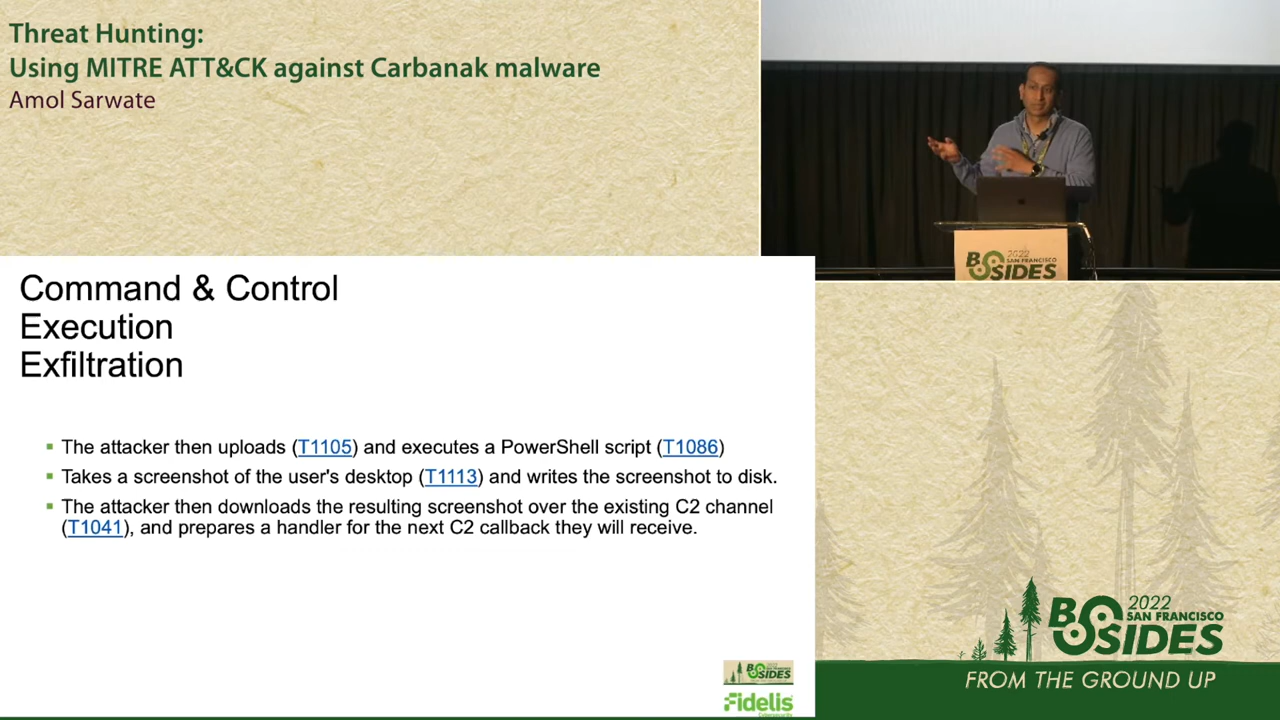 Threat Hunting:
Using MITRE ATT&CK against Carbanak malware
Amol Sarwate
2022
SAN FRANCISCO
BSIDES
Command & Control
Execution
Exfiltration
▪ The attacker then uploads (T1105) and executes a PowerShell script (T1086)
▪ Takes a screenshot of the user's desktop (T1113) and writes the screenshot to disk.
▪ The attacker then downloads the resulting screenshot over the existing C2 channel
(T1041), and prepares a handler for the next C2 callback they will receive.
2022
SAN FRANCISCO
BSIDES
FROM THE GROUND UP
2022
BSIDES
Fidelis
Cybersecurity